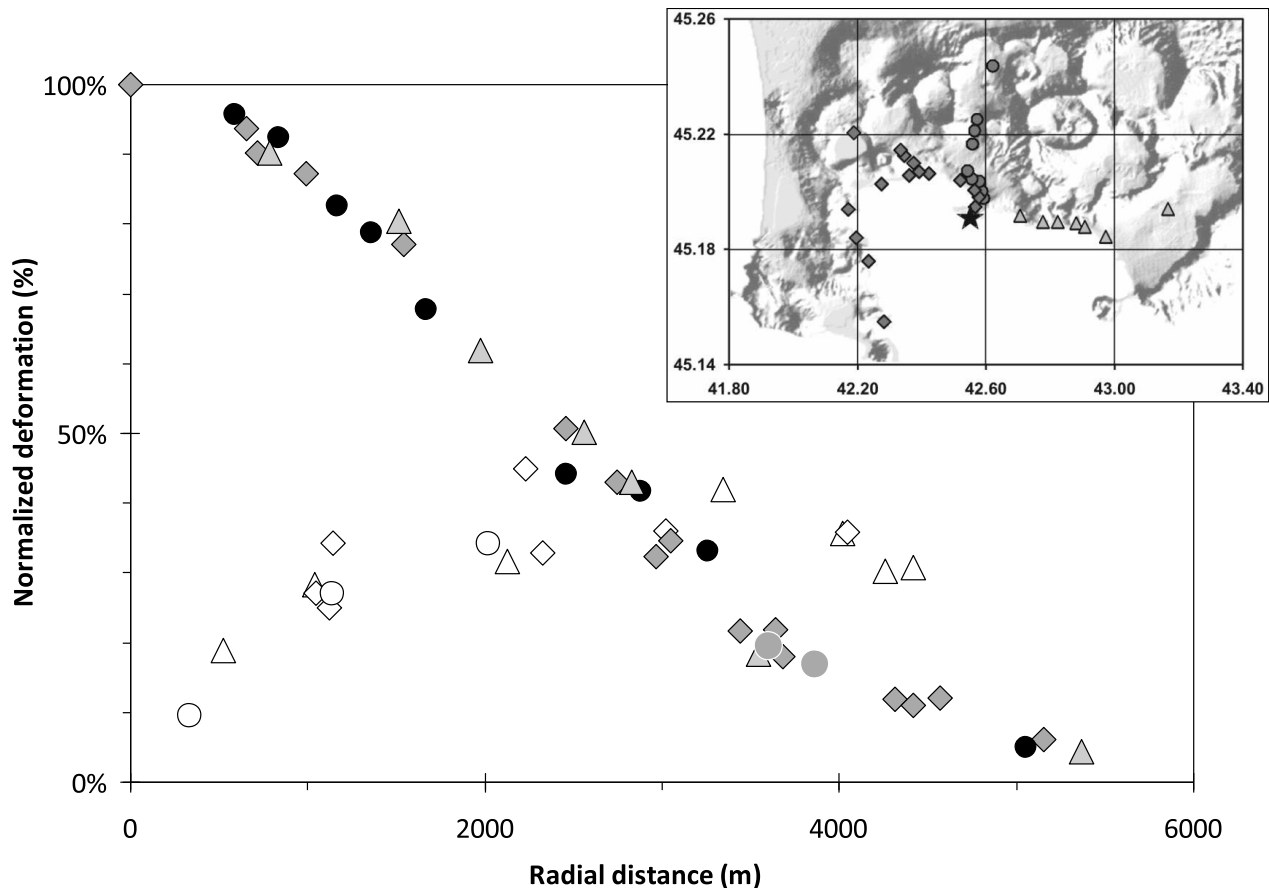 45.26
45.22
45.18
45.14
41.80 42.20 42.60 43.00 43.40
100%
50%
0%
Normalized deformation (%)
0 2000 4000 6000
Radial distance (m)